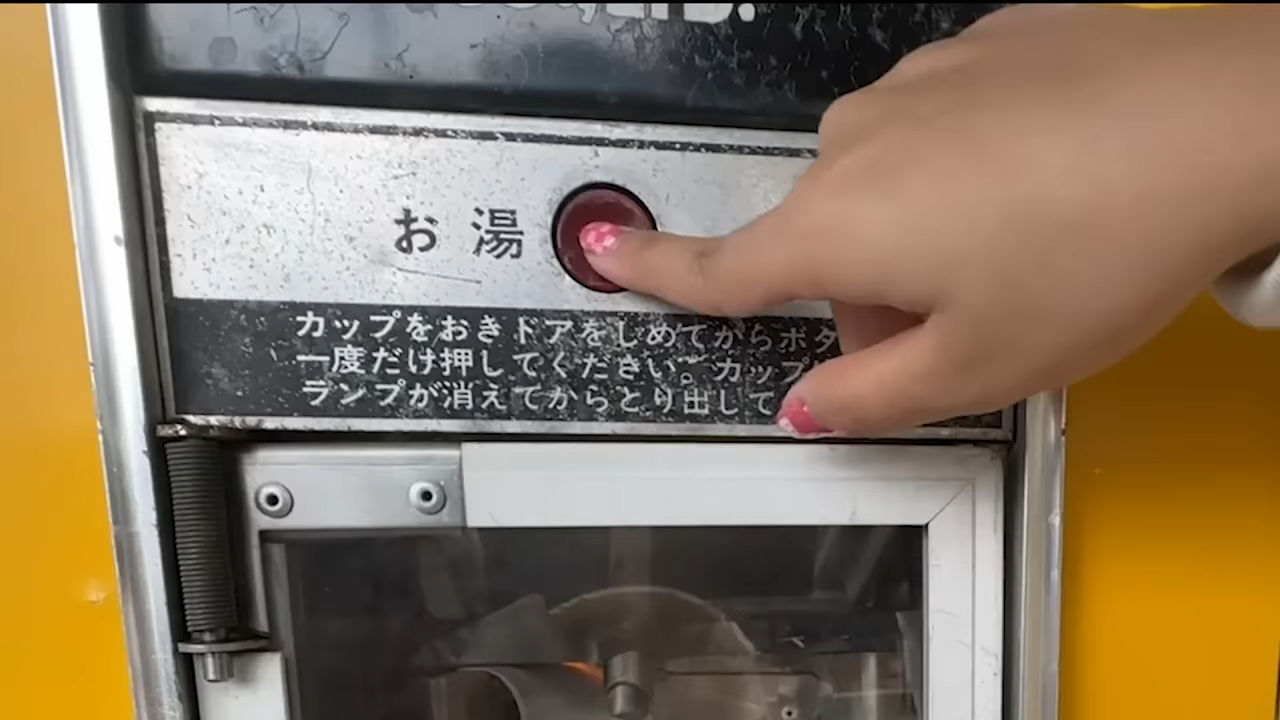 お湯
カップをおきドアをしめてからボタ
一度だけ押してください。カップ
ランプが消えてからとり出して